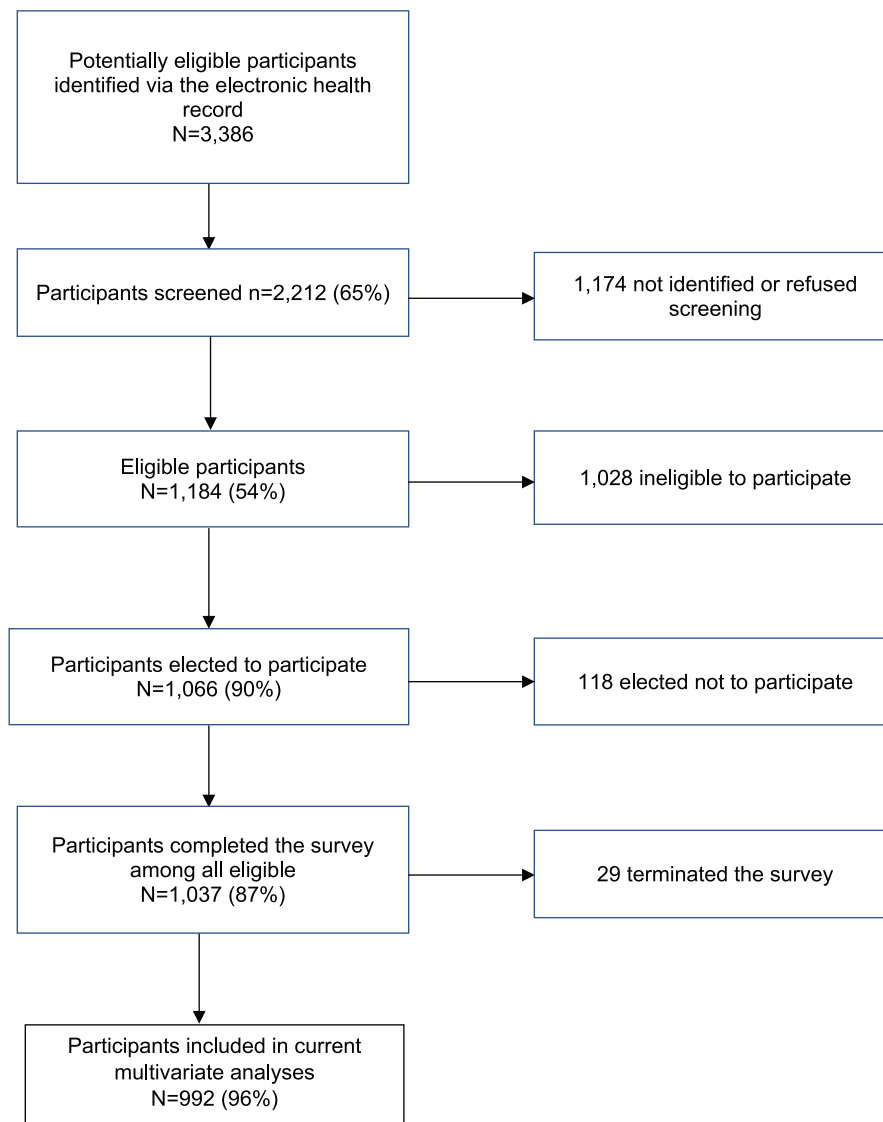 Potentially eligible participants
identified via the electronic health
record
N=3,386
Participants screened n=2,212 (65%)
1,174 not identified or refused
screening
Eligible participants
N=1,184 (54%)
1,028 ineligible to participate
Participants elected to participate
N=1,066 (90%)
118 elected not to participate
Participants completed the survey
among all eligible
N=1,037 (87%)
29 terminated the survey
Participants included in current
multivariate analyses
N=992 (96%)